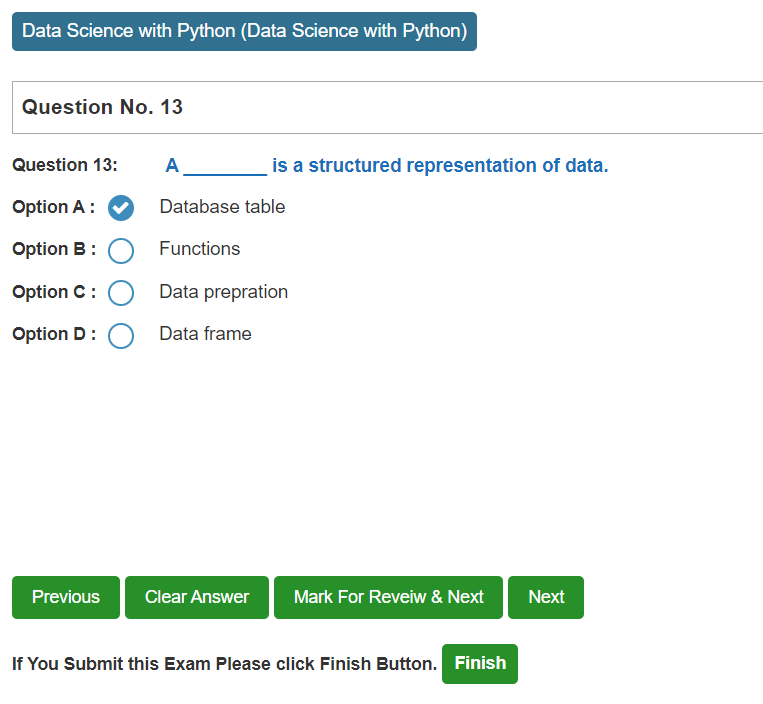 Data Science with Python (Data Science with Python)
Question No. 13
Question 13: A ________ is a structured representation of data.
Option A : Database table
Option B : Functions
Option C : Data prepration
Option D : Data frame
Previous Clear Answer Mark For Reveiw & Next Next
If You Submit this Exam Please click Finish Button. Finish